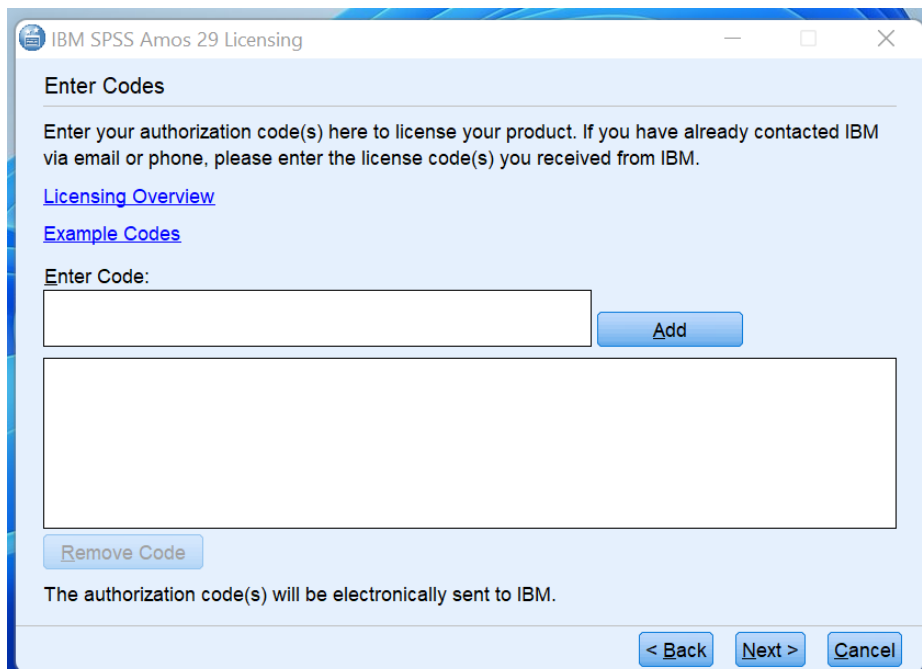 IBM SPSS Amos 29 Licensing
Enter Codes
Enter your authorization code(s) here to license your product. If you have already contacted IBM
via email or phone, please enter the license code(s) you received from IBM.
Licensing Overview
Example Codes
Enter Code:
Add
Remove Code
The authorization code(s) will be electronically sent to IBM.
< Back Next > Cancel